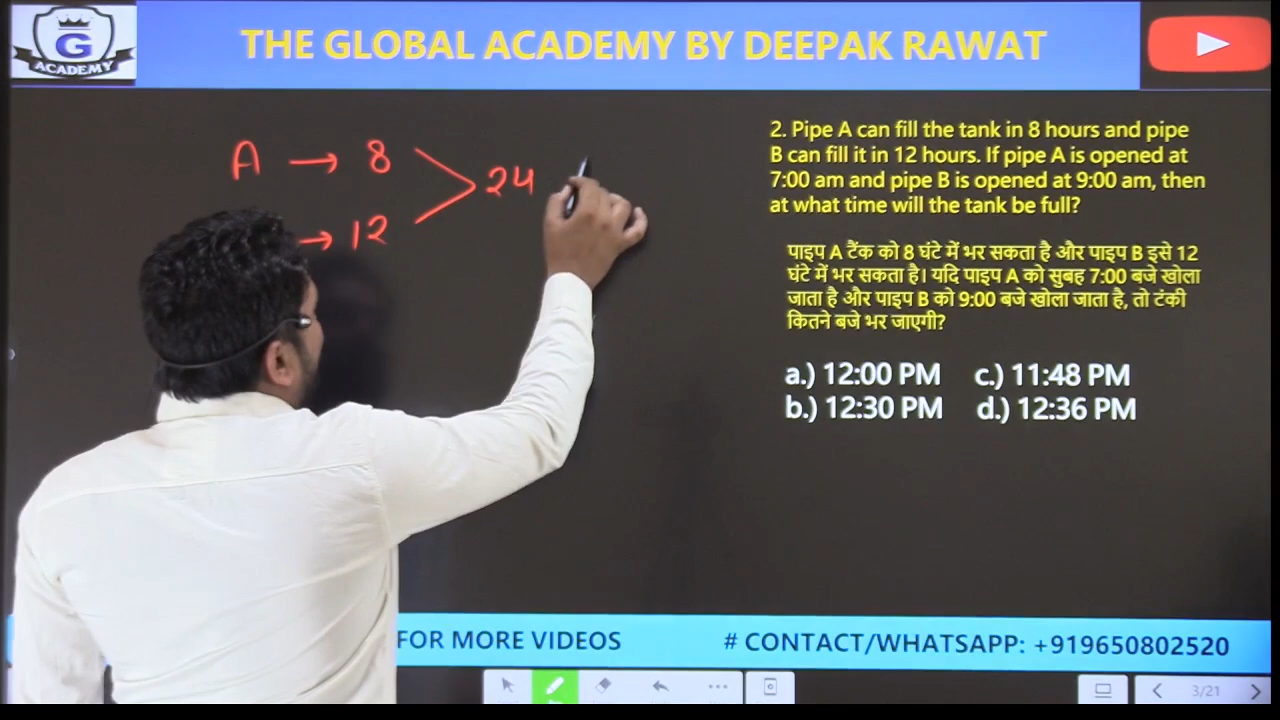 G
ACADEMY
THE GLOBAL ACADEMY BY DEEPAK RAWAT
A → 8
→ 12
24
2. Pipe A can fill the tank in 8 hours and pipe
B can fill it in 12 hours. If pipe A is opened at
7:00 am and pipe B is opened at 9:00 am, then
at what time will the tank be full?
पाइप A टैंक को 8 घंटे में भर सकता है और पाइप B इसे 12
घंटे में भर सकता है। यदि पाइप A को सुबह 7:00 बजे खोला
जाता है और पाइप B को 9:00 बजे खोला जाता है, तो टंकी
कितने बजे भर जाएगी?
a.) 12:00 PM c.) 11:48 PM
b.) 12:30 PM d.) 12:36 PM
FOR MORE VIDEOS # CONTACT/WHATSAPP: +919650802520
3/21